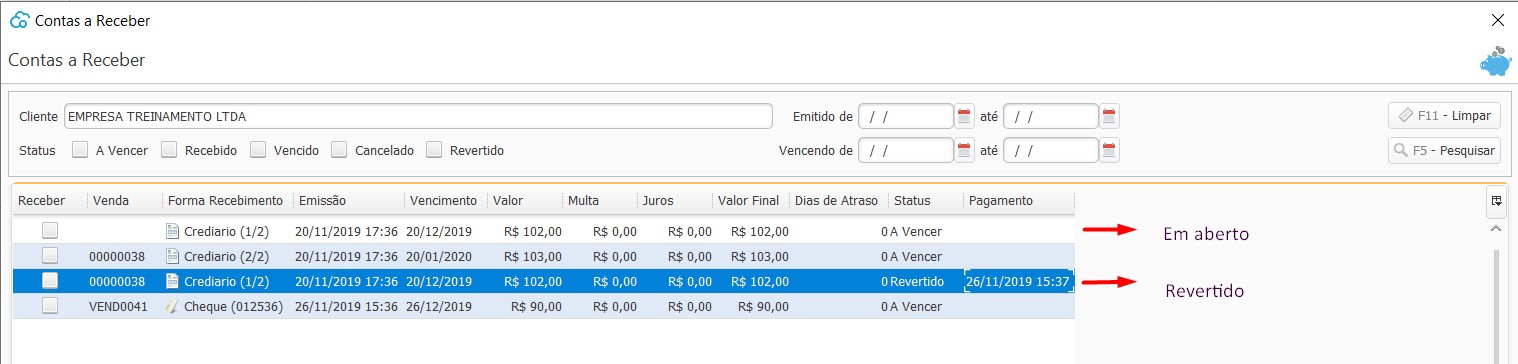 Contas a Receber
Contas a Receber
Cliente EMPRESA TREINAMENTO LTDA Emitido de / / até / / F11 - Limpar
Status A Vencer Recebido Vencido Cancelado Revertido Vencendo de / / até / / F5 - Pesquisar
Receber Venda Forma Recebimento Emissão Vencimento Valor Multa Juros Valor Final Dias de Atraso Status Pagamento
Crediario (1/2) 20/11/2019 17:36 20/12/2019 R$ 102,00 R$ 0,00 R$ 0,00 R$ 102,00 0 A Vencer Em aberto
00000038 Crediario (2/2) 20/11/2019 17:36 20/01/2020 R$ 103,00 R$ 0,00 R$ 0,00 R$ 103,00 0 A Vencer
00000038 Crediario (1/2) 20/11/2019 17:36 20/12/2019 R$ 102,00 R$ 0,00 R$ 0,00 R$ 102,00 0 Revertido 26/11/2019 15:37 Revertido
VEND0041 Cheque (012536) 26/11/2019 15:36 26/12/2019 R$ 90,00 R$ 0,00 R$ 0,00 R$ 90,00 0 A Vencer